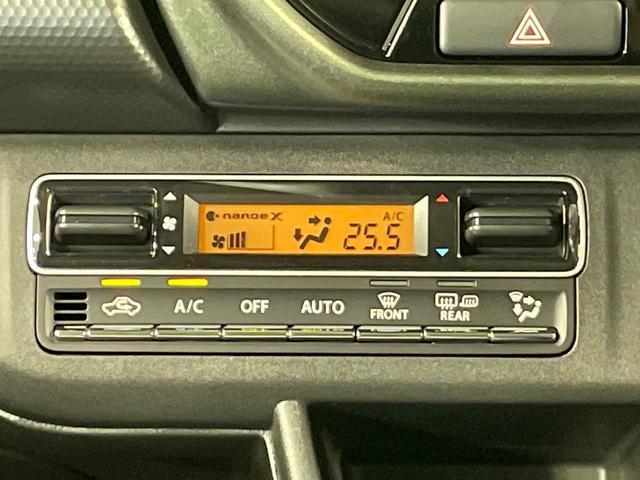 nanoe X
A/C
25.5
A/C OFF AUTO FRONT REAR